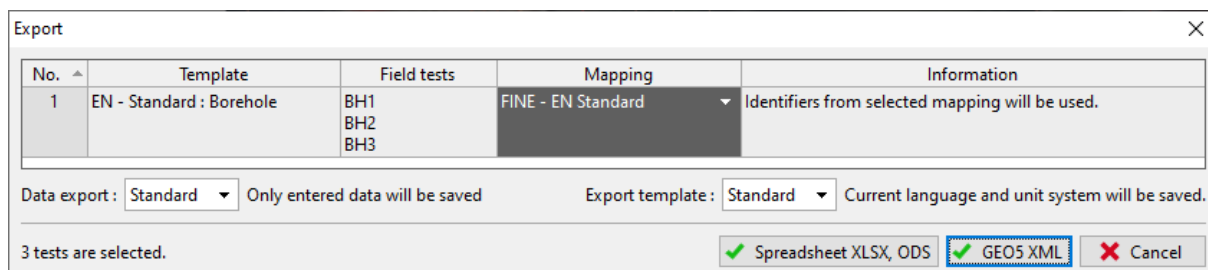 Export
No. Template Field tests Mapping Information
1 EN - Standard : Borehole BH1 FINE - EN Standard Identifiers from selected mapping will be used.
BH2
BH3
Data export : Standard Only entered data will be saved Export template : Standard Current language and unit system will be saved.
3 tests are selected. Spreadsheet XLSX, ODS GEO5 XML Cancel